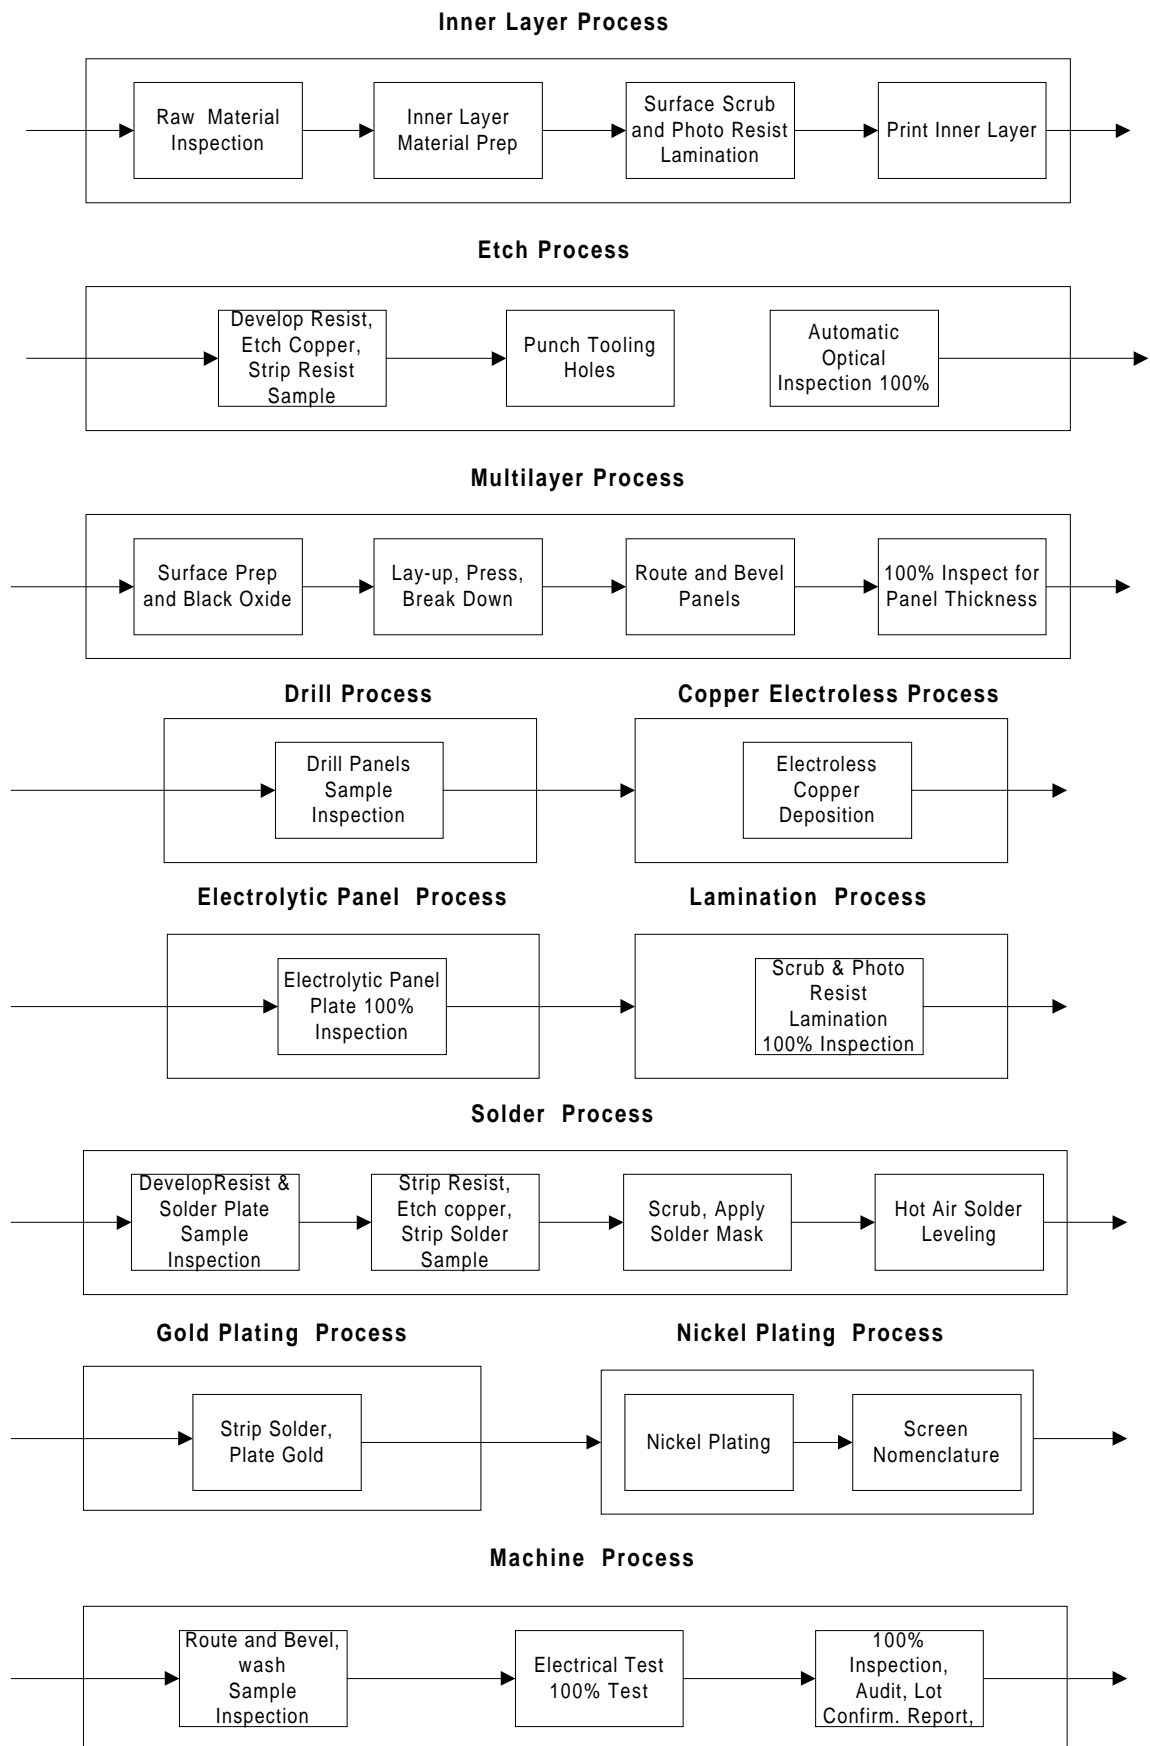 Inner Layer Process
Raw Material
Inspection
Inner Layer
Material Prep
Surface Scrub
and Photo Resist
Lamination
Print Inner Layer
Etch Process
Develop Resist,
Etch Copper,
Strip Resist
Sample
Punch Tooling
Holes
Automatic
Optical
Inspection 100%
Multilayer Process
Surface Prep
and Black Oxide
Lay-up, Press,
Break Down
Route and Bevel
Panels
100% Inspect for
Panel Thickness
Drill Process
Drill Panels
Sample
Inspection
Copper Electroless Process
Electroless
Copper
Deposition
Electrolytic Panel Process
Electrolytic Panel
Plate 100%
Inspection
Lamination Process
Scrub & Photo
Resist
Lamination
100% Inspection
Solder Process
DevelopResist &
Solder Plate
Sample
Inspection
Strip Resist,
Etch copper,
Strip Solder
Sample
Scrub, Apply
Solder Mask
Hot Air Solder
Leveling
Gold Plating Process
Strip Solder,
Plate Gold
Nickel Plating Process
Nickel Plating
Screen
Nomenclature
Machine Process
Route and Bevel,
wash
Sample
Inspection
Electrical Test
100% Test
100%
Inspection,
Audit, Lot
Confirm. Report,